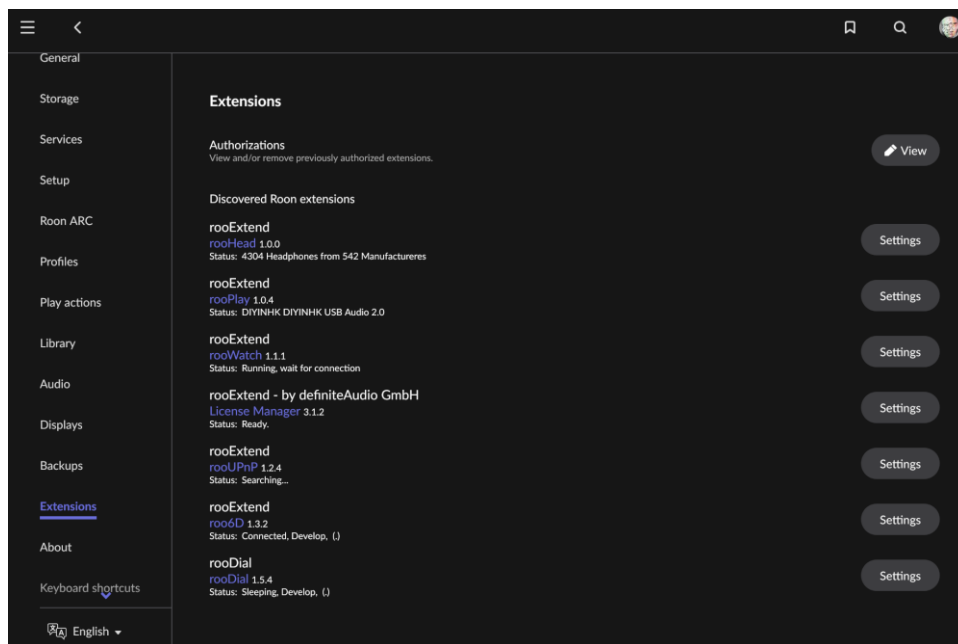 General
Storage
Services
Setup
Roon ARC
Profiles
Play actions
Library
Audio
Displays
Backups
Extensions
About
Keyboard shortcuts
English
Extensions
Authorizations
View and/or remove previously authorized extensions.
View
Discovered Roon extensions
rooExtend
rooHead 1.0.0
Status: 4304 Headphones from 542 Manufactureres
Settings
rooExtend
rooPlay 1.0.4
Status: DIYINHK DIYINHK USB Audio 2.0
Settings
rooExtend
rooWatch 1.1.1
Status: Running, wait for connection
Settings
rooExtend - by definiteAudio GmbH
License Manager 3.1.2
Status: Ready.
Settings
rooExtend
rooUPnP 1.2.4
Status: Searching...
Settings
rooExtend
roo6D 1.3.2
Status: Connected, Develop, (.)
Settings
rooDial
rooDial 1.5.4
Status: Sleeping, Develop, (.)
Settings